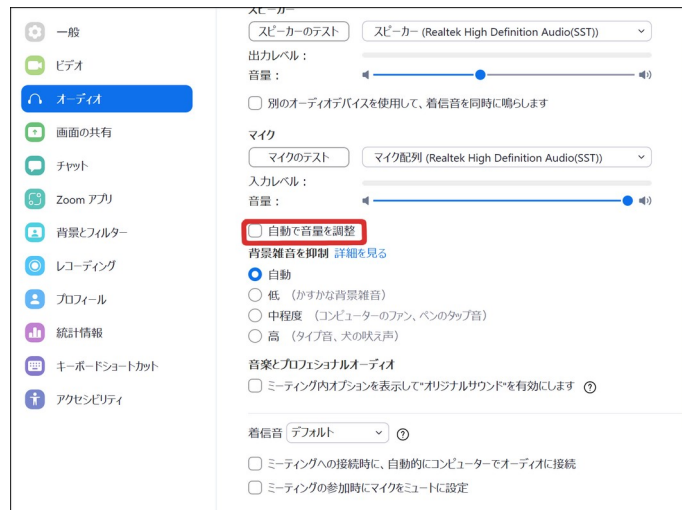 スピーカー
一般
ビデオ
オーディオ
画面の共有
チャット
Zoom アプリ
背景とフィルター
レコーディング
プロフィール
統計情報
キーボードショートカット
アクセシビリティ
スピーカーのテスト
スピーカー (Realtek High Definition Audio(SST))
出力レベル：
音量：
別のオーディオデバイスを使用して、着信音を同時に鳴らします
マイク
マイクのテスト
マイク配列 (Realtek High Definition Audio(SST))
入力レベル：
音量：
自動で音量を調整
背景雑音を抑制 詳細を見る
自動
低 （かすかな背景雑音）
中程度 （コンピューターのファン、ペンのタップ音）
高 （タイプ音、犬の吠え声）
音楽とプロフェショナルオーディオ
ミーティング内オプションを表示して"オリジナルサウンド"を有効にします ?
着信音 デフォルト ?
ミーティングへの接続時に、自動的にコンピューターでオーディオに接続
ミーティングの参加時にマイクをミュートに設定